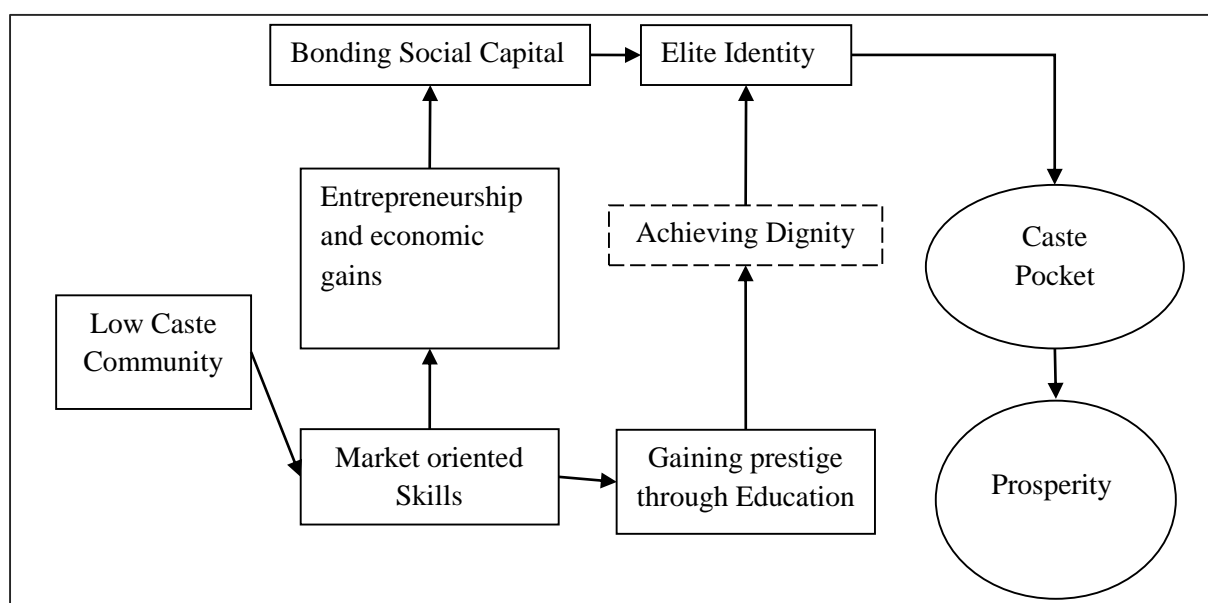 Bonding Social Capital
Elite Identity
Entrepreneurship
and economic
gains
Achieving Dignity
Caste
Pocket
Low Caste
Community
Market oriented
Skills
Gaining prestige
through Education
Prosperity